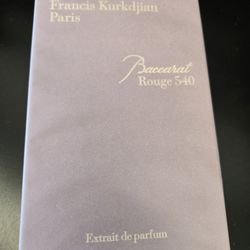 Francis Kurkdjian
Paris
Baccarat
Rouge 540
Extrait de parfum